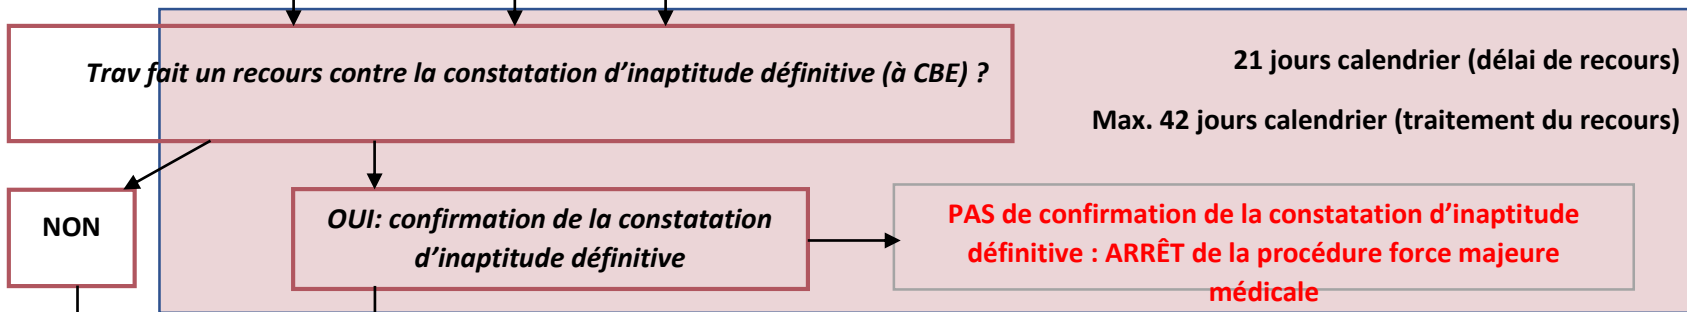 Trav fait un recours contre la constatation d’inaptitude définitive (à CBE) ?
21 jours calendrier (délai de recours)
Max. 42 jours calendrier (traitement du recours)
NON
OUI: confirmation de la constatation
d’inaptitude définitive
PAS de confirmation de la constatation d’inaptitude
définitive : ARRÊT de la procédure force majeure
médicale